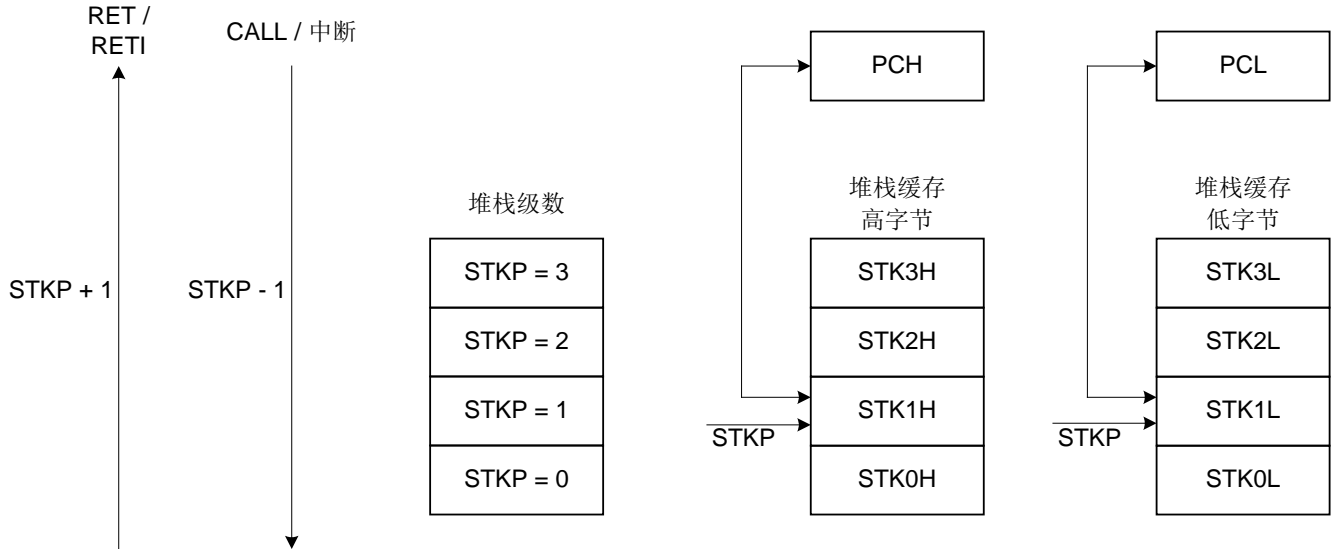 RET /
RETI
CALL / 中断
PCH
PCL
堆栈级数
堆栈缓存
高字节
堆栈缓存
低字节
STKP + 1
STKP - 1
STKP = 3
STK3H
STK3L
STKP = 2
STK2H
STK2L
STKP = 1
STK1H
STK1L
STKP
STKP
STKP = 0
STK0H
STK0L